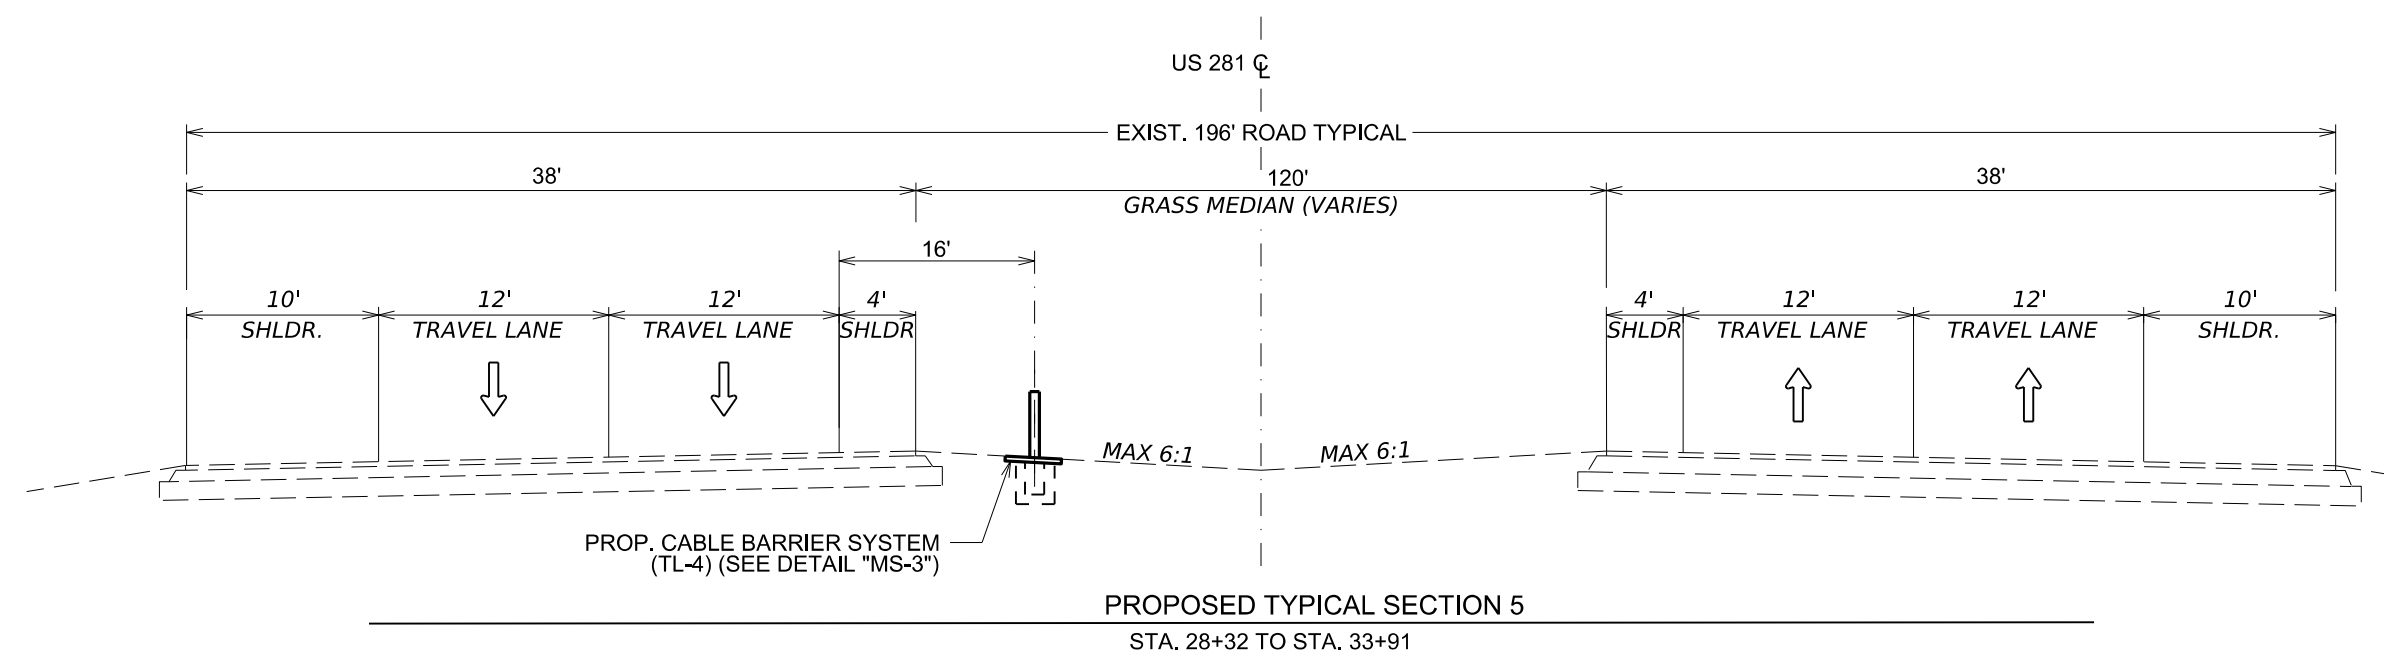 US 281 ℄
EXIST. 196' ROAD TYPICAL
38' 120' 38'
GRASS MEDIAN (VARIES)
16'
10' 12' 12' 4' 4' 12' 12' 10'
SHLDR. TRAVEL LANE TRAVEL LANE SHLDR SHLDR TRAVEL LANE TRAVEL LANE SHLDR.
MAX 6:1 MAX 6:1
PROP. CABLE BARRIER SYSTEM
(TL-4) (SEE DETAIL "MS-3")
PROPOSED TYPICAL SECTION 5
STA. 28+32 TO STA. 33+91